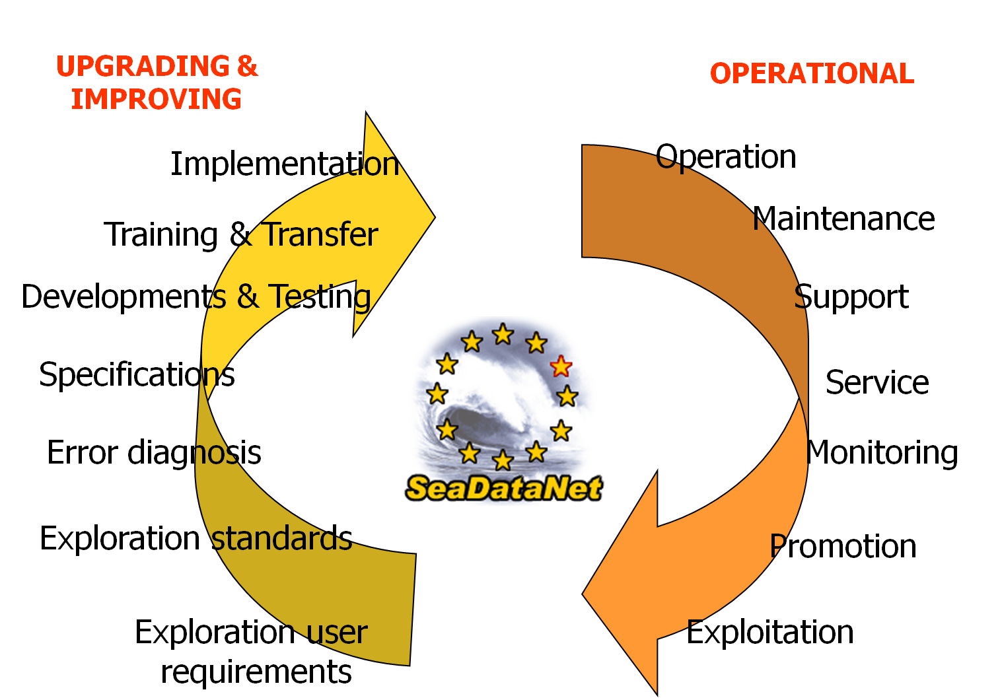 UPGRADING &
IMPROVING
Implementation
Training & Transfer
Developments & Testing
Specifications
Error diagnosis
Exploration standards
Exploration user
requirements
SeaDataNet
OPERATIONAL
Operation
Maintenance
Support
Service
Monitoring
Promotion
Exploitation